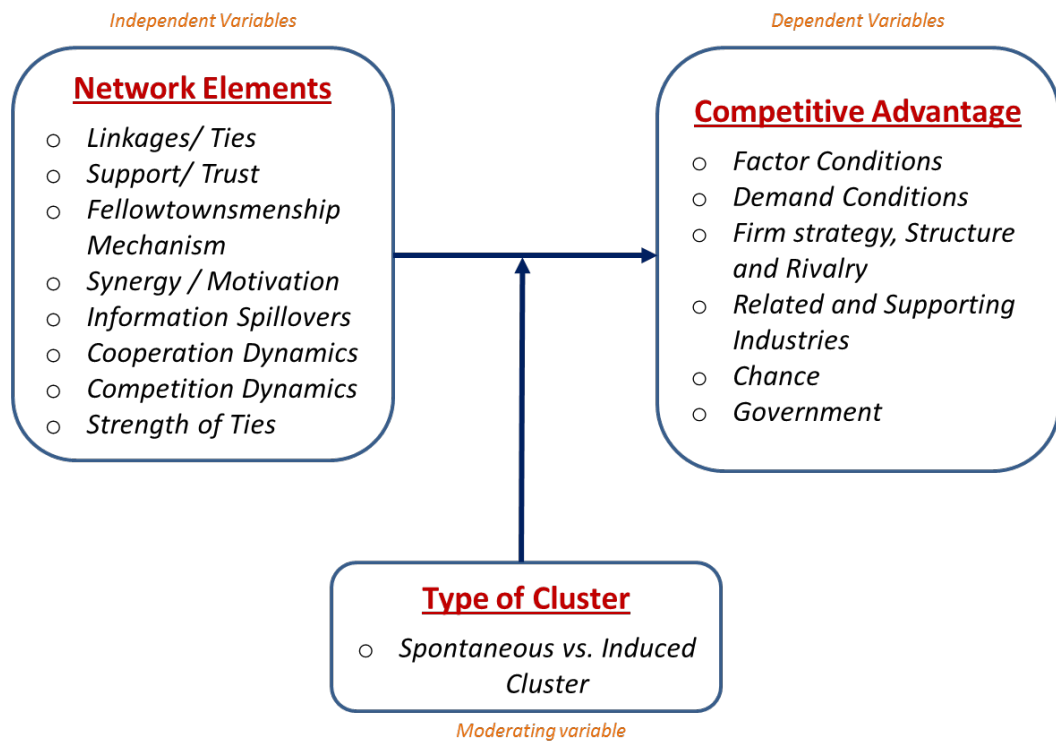 Independent Variables
Network Elements
o Linkages/ Ties
o Support/ Trust
o Fellowtownsmenship
Mechanism
o Synergy / Motivation
o Information Spillovers
o Cooperation Dynamics
o Competition Dynamics
o Strength of Ties
Dependent Variables
Competitive Advantage
o Factor Conditions
o Demand Conditions
o Firm strategy, Structure
and Rivalry
o Related and Supporting
Industries
o Chance
o Government
Type of Cluster
o Spontaneous vs. Induced
Cluster
Moderating variable